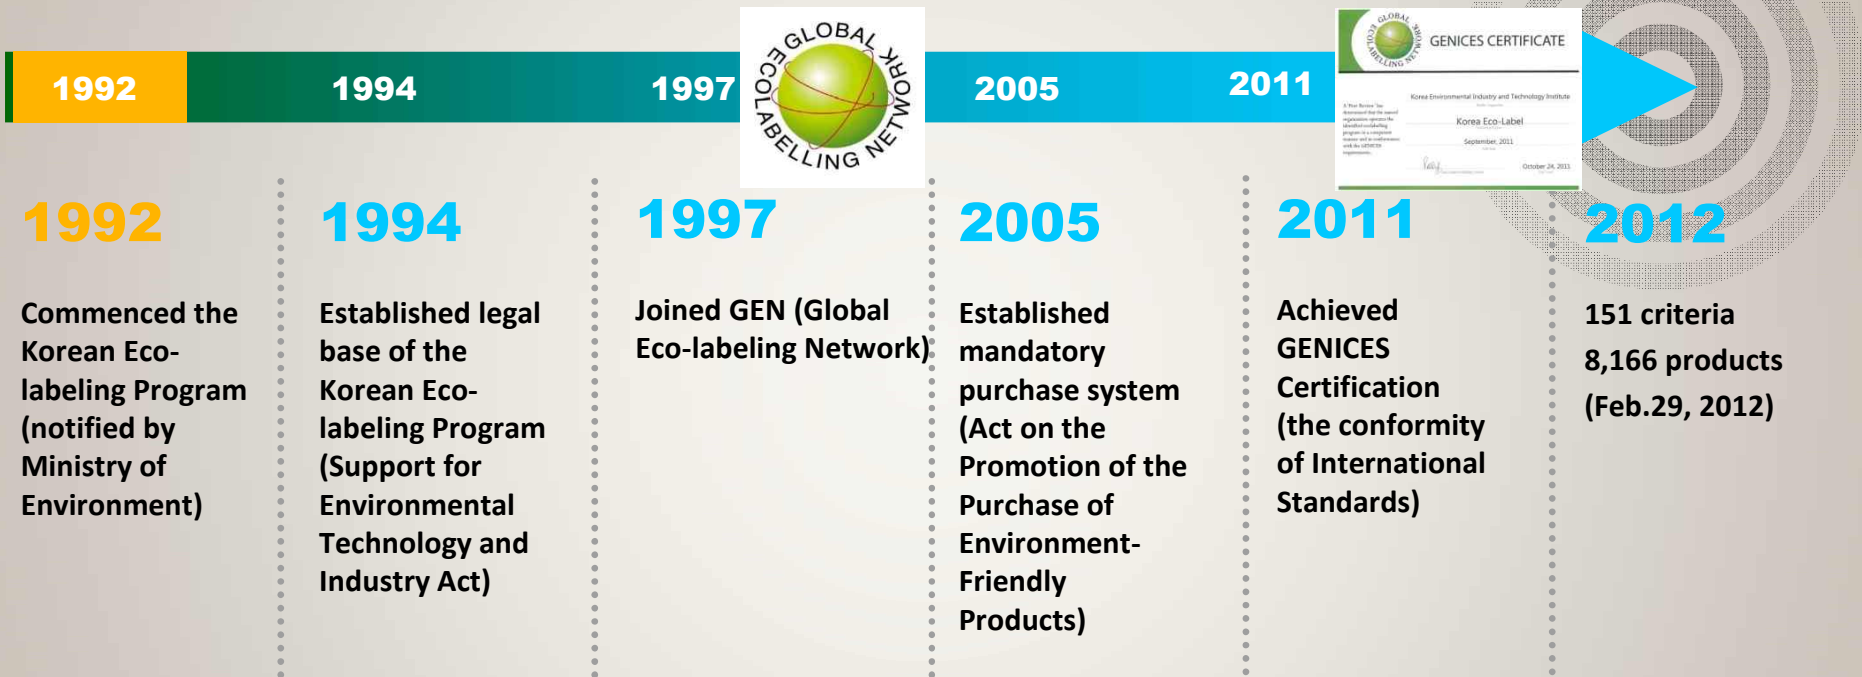 1992
1994
1997
GLOBAL ECOLABELLING NETWORK
2005
2011
GLOBAL ECOLABELLING NETWORK
GENICES CERTIFICATE
Korea Environmental Industry and Technology Institute
Korea Eco-Label
September, 2011
October 24, 2011
1992
Commenced the
Korean Eco-
labeling Program
(notified by
Ministry of
Environment)
1994
Established legal
base of the
Korean Eco-
labeling Program
(Support for
Environmental
Technology and
Industry Act)
1997
Joined GEN (Global
Eco-labeling Network)
2005
Established
mandatory
purchase system
(Act on the
Promotion of the
Purchase of
Environment-
Friendly
Products)
2011
Achieved
GENICES
Certification
(the conformity
of International
Standards)
2012
151 criteria
8,166 products
(Feb.29, 2012)